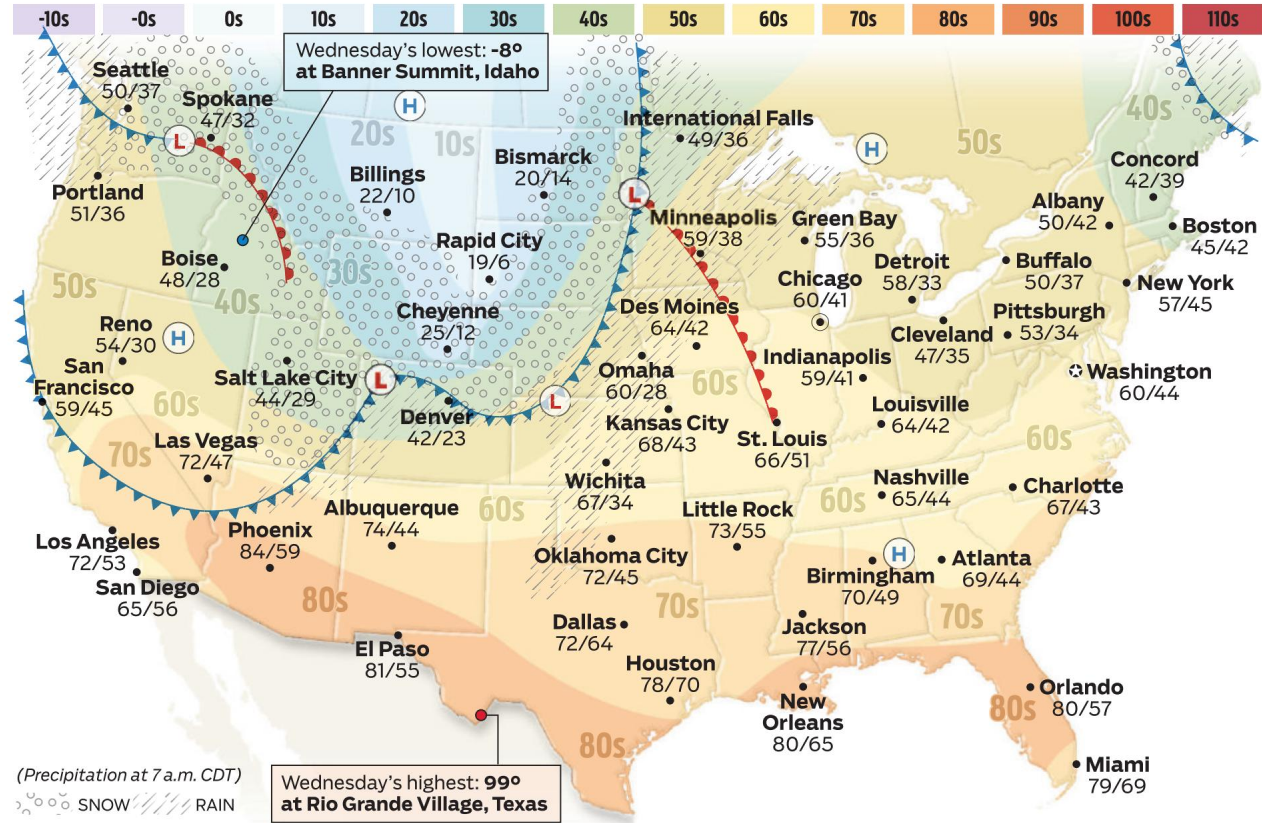 -10s -0s 0s 10s 20s 30s 40s 50s 60s 70s 80s 90s 100s 110s
Wednesday's lowest: -8º
at Banner Summit, Idaho
Seattle
50/37
Spokane
47/32
L
H
20s
10s
International Falls
49/36
H
50s
40s
Concord
42/39
Portland
51/36
Billings
22/10
Bismarck
20/14
L
Minneapolis
59/38
Green Bay
55/36
Albany
50/42
Boston
45/42
Boise
48/28
Rapid City
19/6
30s
Chicago
60/41
Detroit
58/33
Buffalo
50/37
New York
57/45
50s
40s
Reno
54/30
H
Cheyenne
25/12
Des Moines
64/42
Cleveland
47/35
Pittsburgh
53/34
San
Francisco
59/45
Salt Lake City
44/29
L
Denver
42/23
L
Omaha
60/28
60s
Indianapolis
59/41
Washington
60/44
60s
Kansas City
68/43
St. Louis
66/51
Louisville
64/42
60s
70s
Las Vegas
72/47
Wichita
67/34
Nashville
65/44
60s
Charlotte
67/43
Los Angeles
72/53
Phoenix
84/59
Albuquerque
74/44
60s
Oklahoma City
72/45
Little Rock
73/55
H
Birmingham
70/49
Atlanta
69/44
San Diego
65/56
80s
70s
70s
El Paso
81/55
Dallas
72/64
Jackson
77/56
Houston
78/70
New
Orleans
80/65
Orlando
80/57
80s
80s
Miami
79/69
Wednesday's highest: 99º
at Rio Grande Village, Texas
(Precipitation at 7 a.m. CDT)
SNOW RAIN